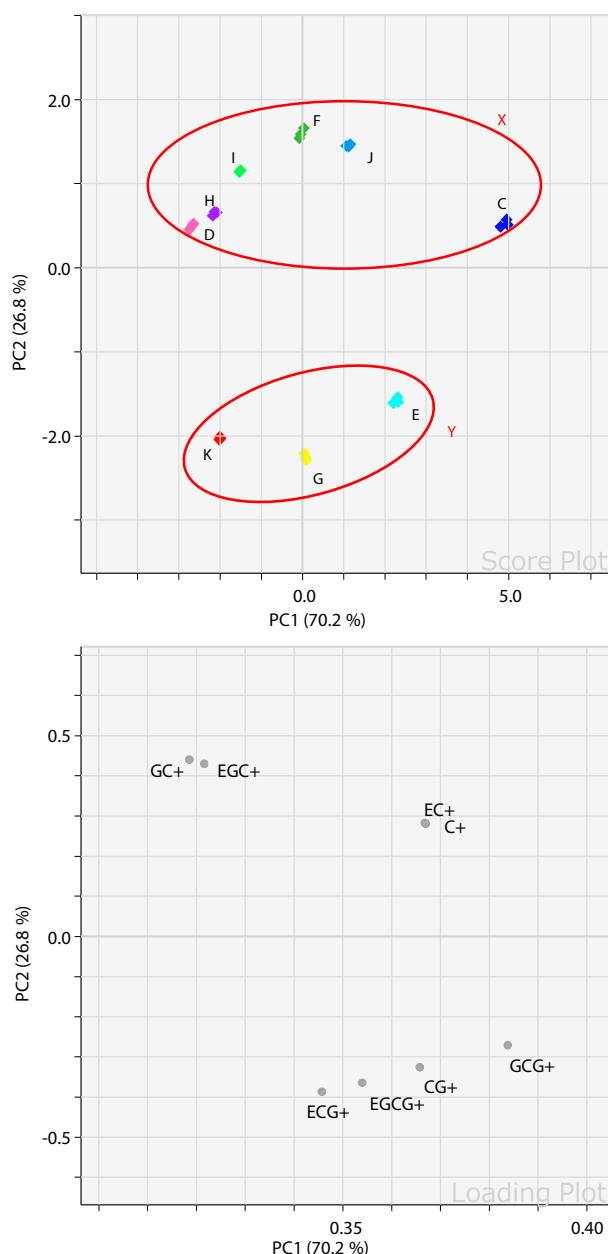 2.0
0.0
-2.0
PC2 (26.8 %)
F
X
I
J
H
C
D
E
Y
K
G
Score Plot
0.0 5.0
PC1 (70.2 %)
0.5
0.0
-0.5
PC2 (26.8 %)
GC+ EGC+
EC+
C+
GCG+
CG+
EGCG+
ECG+
Loading Plot
0.35 0.40
PC1 (70.2 %)